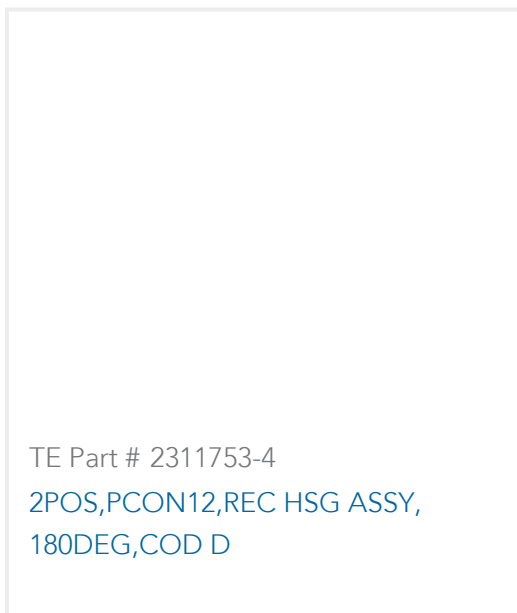 TE Part # 2311753-4
2POS,PCON12,REC HSG ASSY,
180DEG,COD D